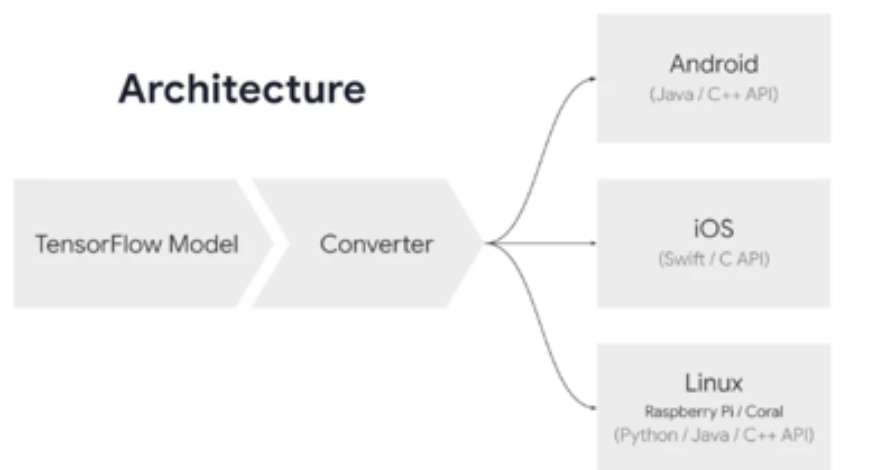 Architecture
TensorFlow Model
Converter
Android
(Java / C++ API)
iOS
(Swift / C API)
Linux
Raspberry Pi / Coral
(Python / Java / C++ API)